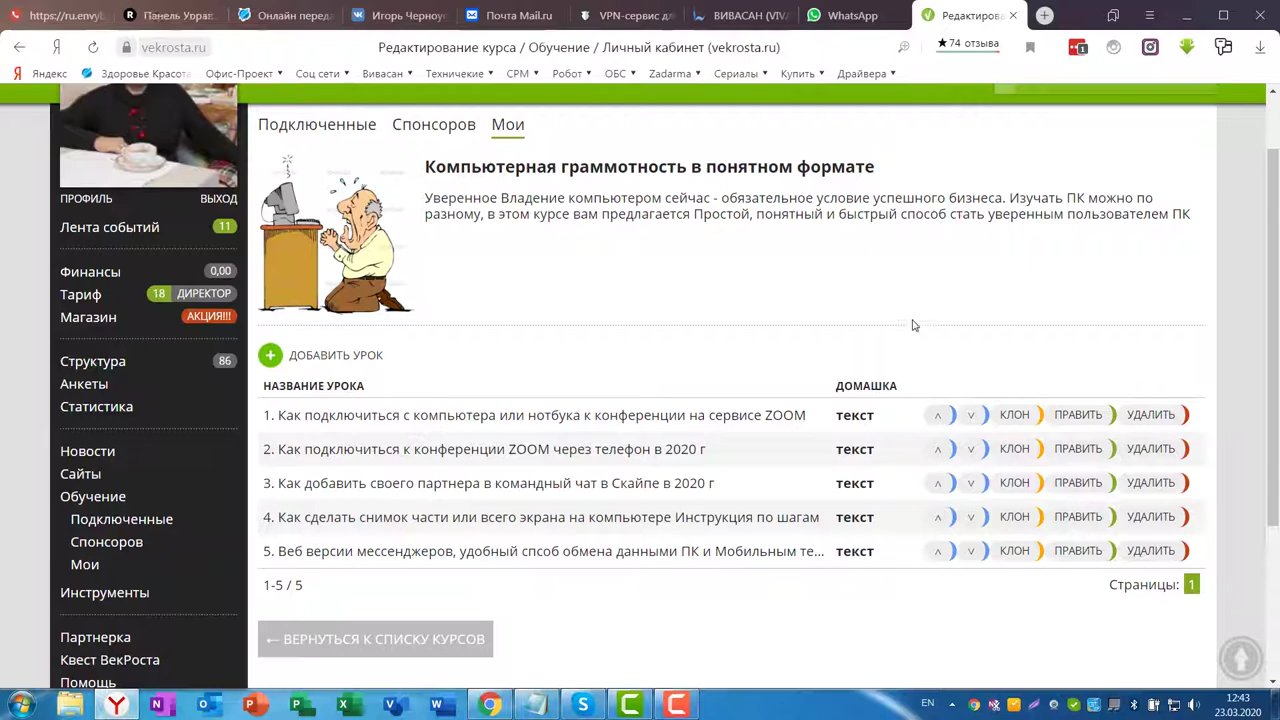 https://ru.envy
Панель Управ
Онлайн перед
Игорь Черноу
Почта Mail.ru
VPN-сервис дл
ВИВАСАН (VIV
WhatsApp
Редактирова
vekrosta.ru
Редактирование курса / Обучение / Личный кабинет (vekrosta.ru)
★74 отзыва
Яндекс
Здоровье Красота
Офис-Проект
Соц сети
Вивасан
Технические
СРМ
Робот
ОБС
Zadarma
Сериалы
Купить
Драйвера
Подключенные
Спонсоров
Мои
Компьютерная граммотность в понятном формате
Уверенное Владение компьютером сейчас - обязательное условие успешного бизнеса. Изучать ПК можно по
разному, в этом курсе вам предлагается Простой, понятный и быстрый способ стать уверенным пользователем ПК
ПРОФИЛЬ ВЫХОД
Лента событий 11
Финансы 0,00
Тариф 18 ДИРЕКТОР
Магазин АКЦИЯ!!!
Структура 86
Анкеты
Статистика
Новости
Сайты
Обучение
Подключенные
Спонсоров
Мои
Инструменты
Партнерка
Квест ВекРоста
Помощь
+ ДОБАВИТЬ УРОК
НАЗВАНИЕ УРОКА ДОМАШКА
1. Как подключиться с компьютера или нотбука к конференции на сервисе ZOOM текст КЛОН ПРАВИТЬ УДАЛИТЬ
2. Как подключиться к конференции ZOOM через телефон в 2020 г текст КЛОН ПРАВИТЬ УДАЛИТЬ
3. Как добавить своего партнера в командный чат в Скайпе в 2020 г текст КЛОН ПРАВИТЬ УДАЛИТЬ
4. Как сделать снимок части или всего экрана на компьютере Инструкция по шагам текст КЛОН ПРАВИТЬ УДАЛИТЬ
5. Веб версии мессенджеров, удобный спсоб обмена данными ПК и Мобильным те... текст КЛОН ПРАВИТЬ УДАЛИТЬ
1-5 / 5
Страницы: 1
← ВЕРНУТЬСЯ К СПИСКУ КУРСОВ
EN
12:43
23.03.2020